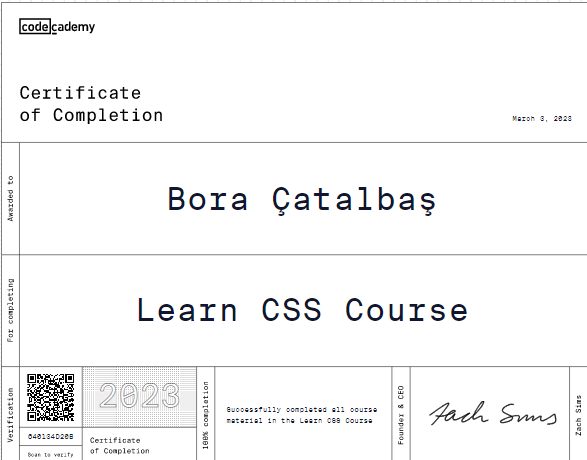 codecademy
Certificate
of Completion
March 3, 2023
Awarded to
Bora Çatalbaş
For completing
Learn CSS Course
Verification
640134D20B
Scan to verify
2023
Certificate
of Completion
100% completion
Successfully completed all course
material in the Learn CSS Course
Founder & CEO
Zach Sims
Zach Sims